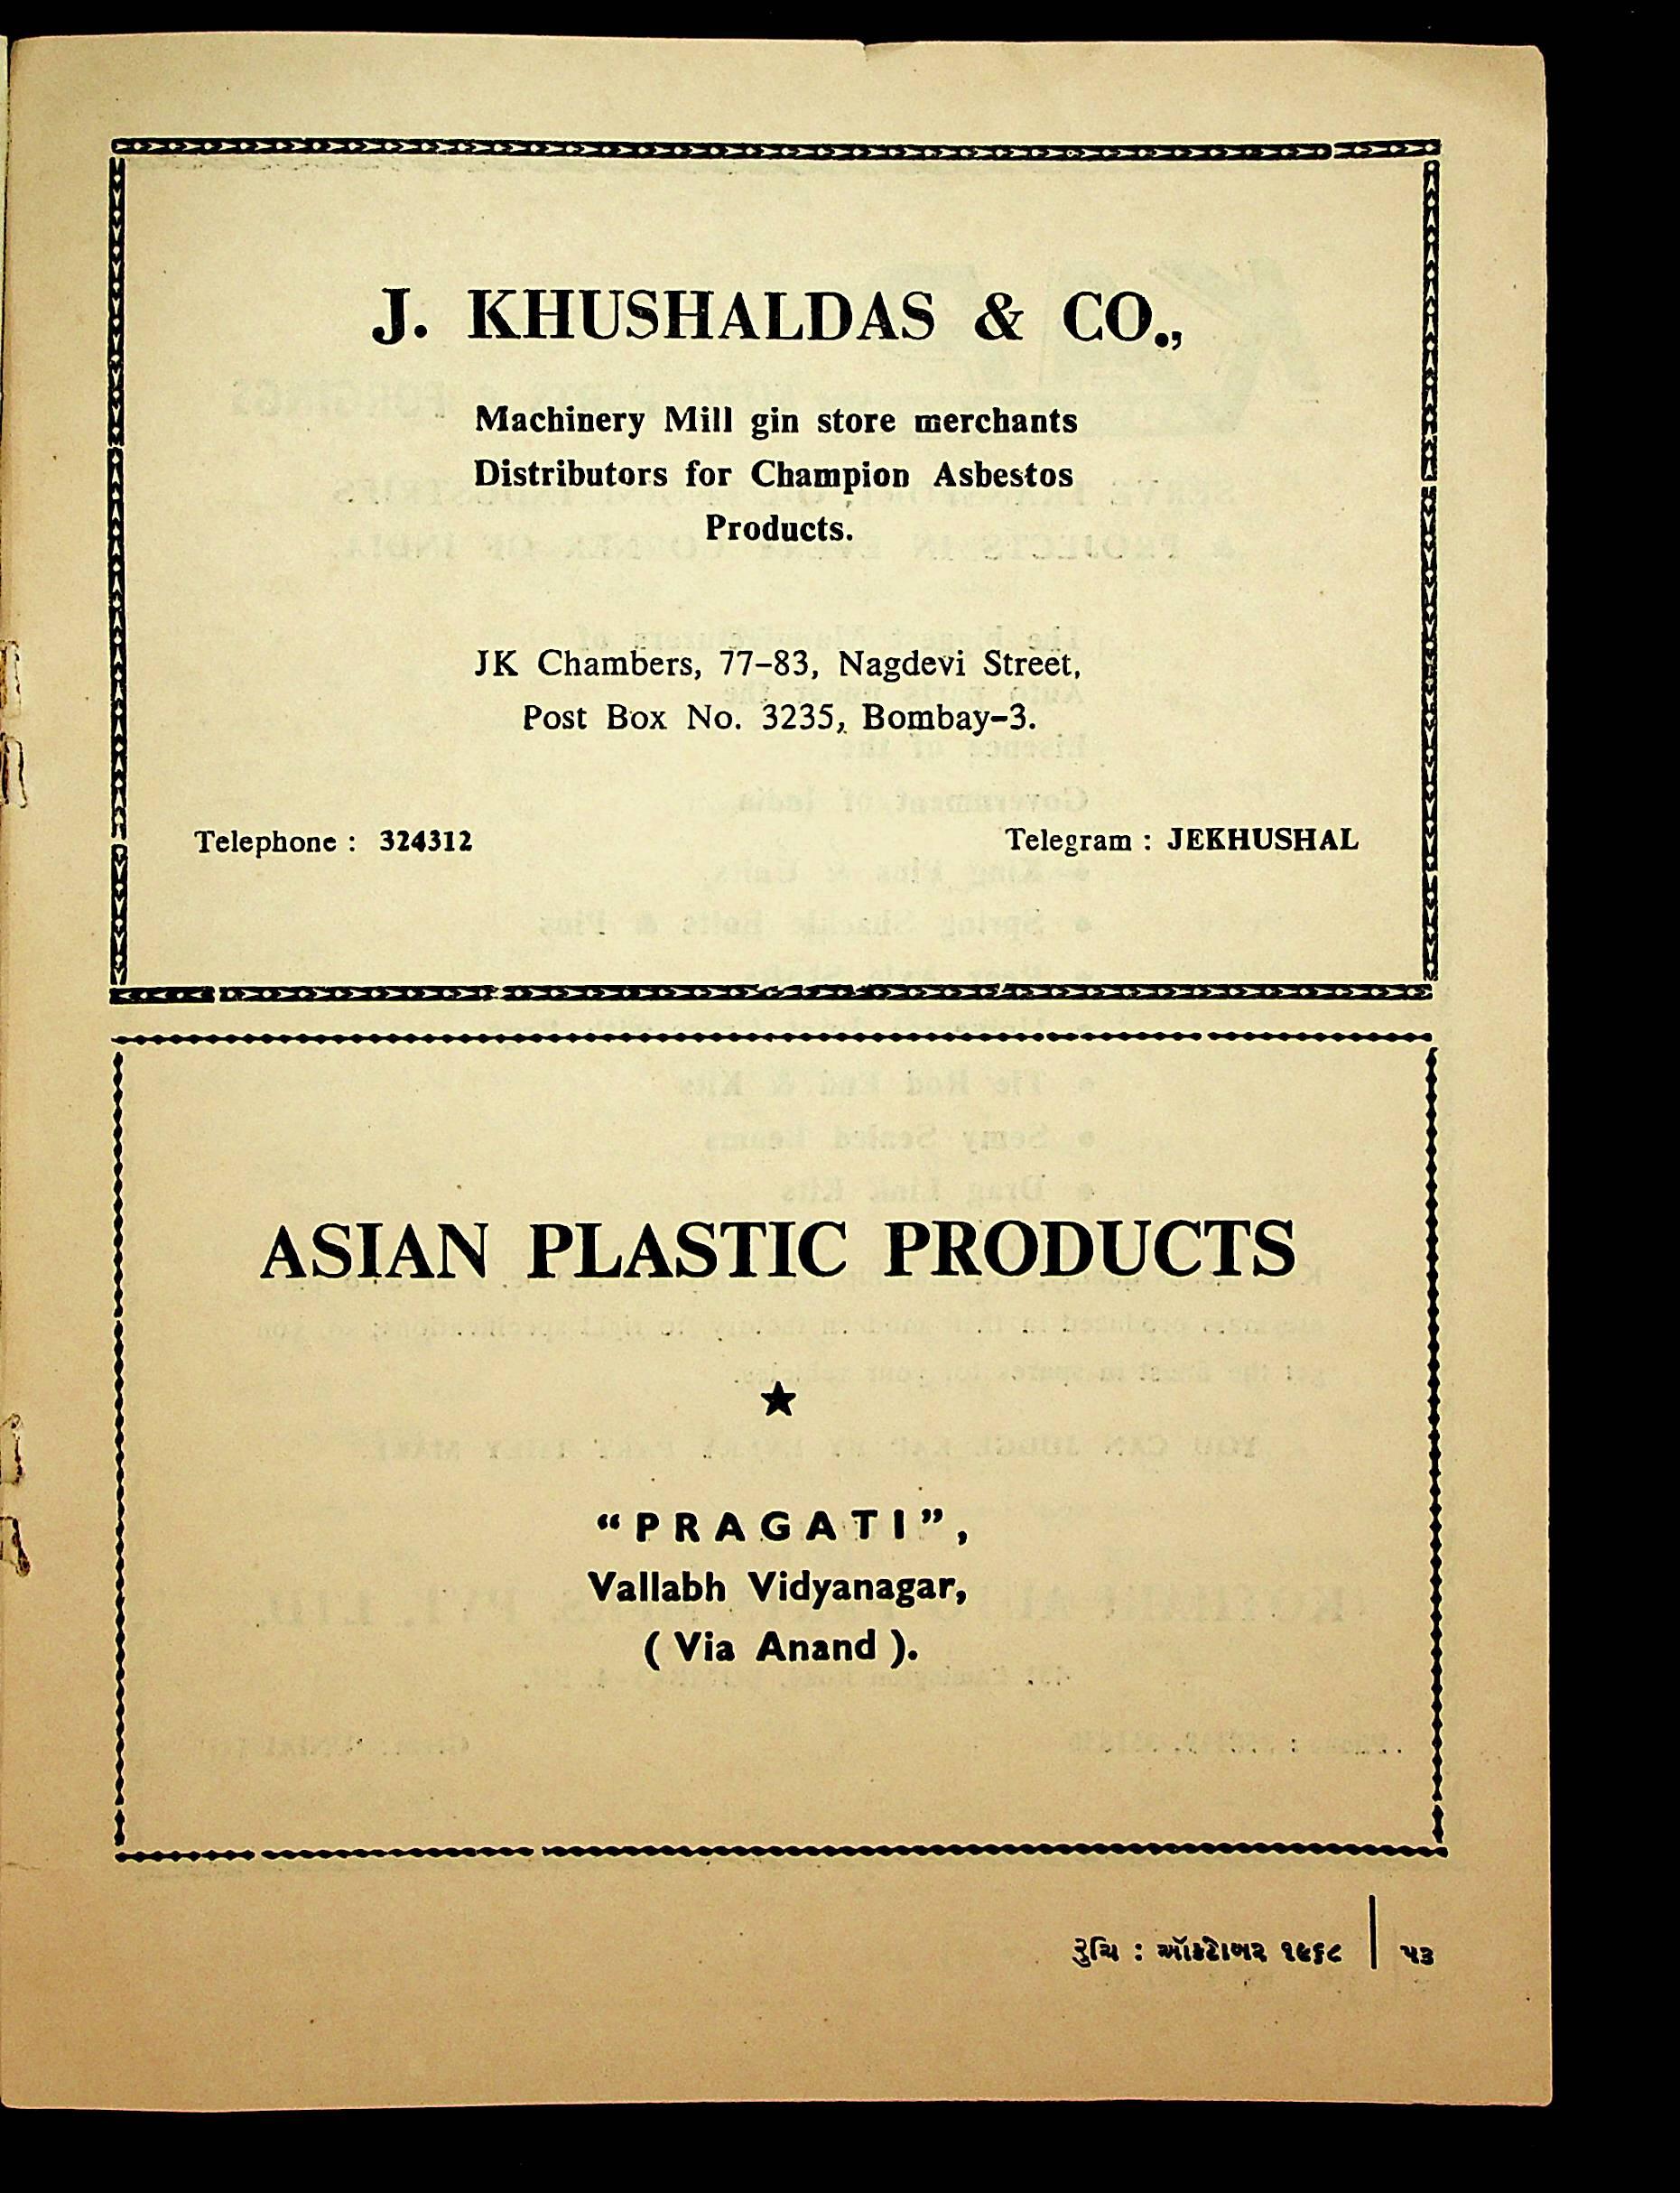 J. KHUSHALDAS & CO.,
Machinery Mill gin store merchants
Distributors for Champion Asbestos
Products.
JK Chambers, 77-83, Nagdevi Street,
Post Box No. 3235, Bombay-3.
Telephone : 324312 Telegram : JEKHUSHAL
ASIAN PLASTIC PRODUCTS
★
"PRAGATI",
Vallabh Vidyanagar,
( Via Anand ).
રુચિ : ઑક્ટોબર ૧૯૬૮ | ૫૩